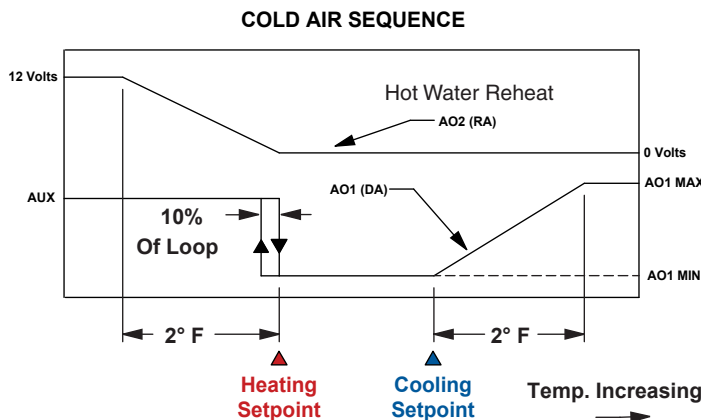 COLD AIR SEQUENCE
12 Volts
Hot Water Reheat
AO2 (RA)
0 Volts
AUX
10%
Of Loop
AO1 (DA)
AO1 MAX
AO1 MIN
2° F
2° F
Heating
Setpoint
Cooling
Setpoint
Temp. Increasing